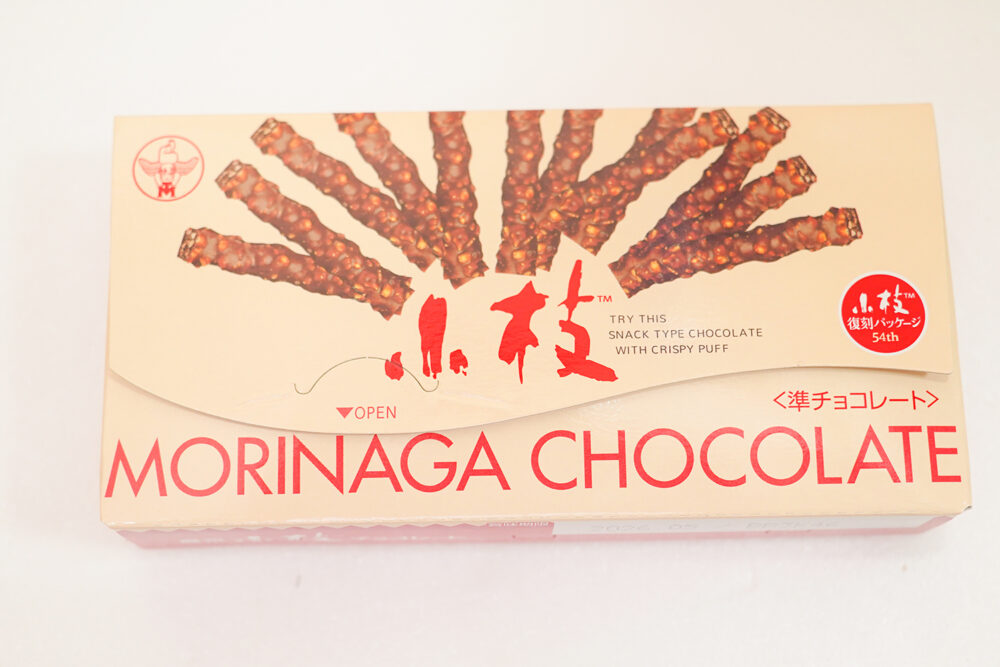 小枝™
TRY THIS
SNACK TYPE CHOCOLATE
WITH CRISPY PUFF
小枝™
復刻パッケージ
54th
▼OPEN
<準チョコレート>
MORINAGA CHOCOLATE